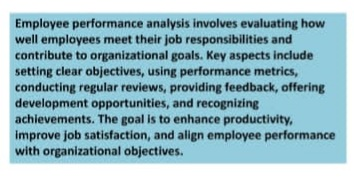 Employee performance analysis involves evaluating how
well employees meet their job responsibilities and
contribute to organizational goals. Key aspects include
setting clear objectives, using performance metrics,
conducting regular reviews, providing feedback, offering
development opportunities, and recognizing
achievements. The goal is to enhance productivity,
improve job satisfaction, and align employee performance
with organizational objectives.